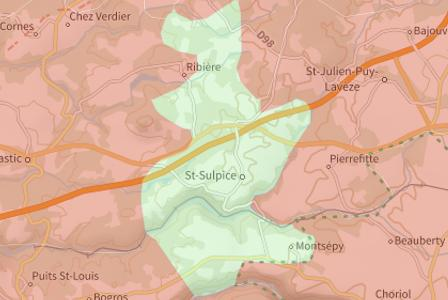 Chez Verdier
Cornes
Bajouv
D98
Ribière
St-Julien-Puy-
Laveze
astic
Pierrefitte
St-Sulpice
Beauberty
Montsépy
Puits St-Louis
Charlol
Bogros